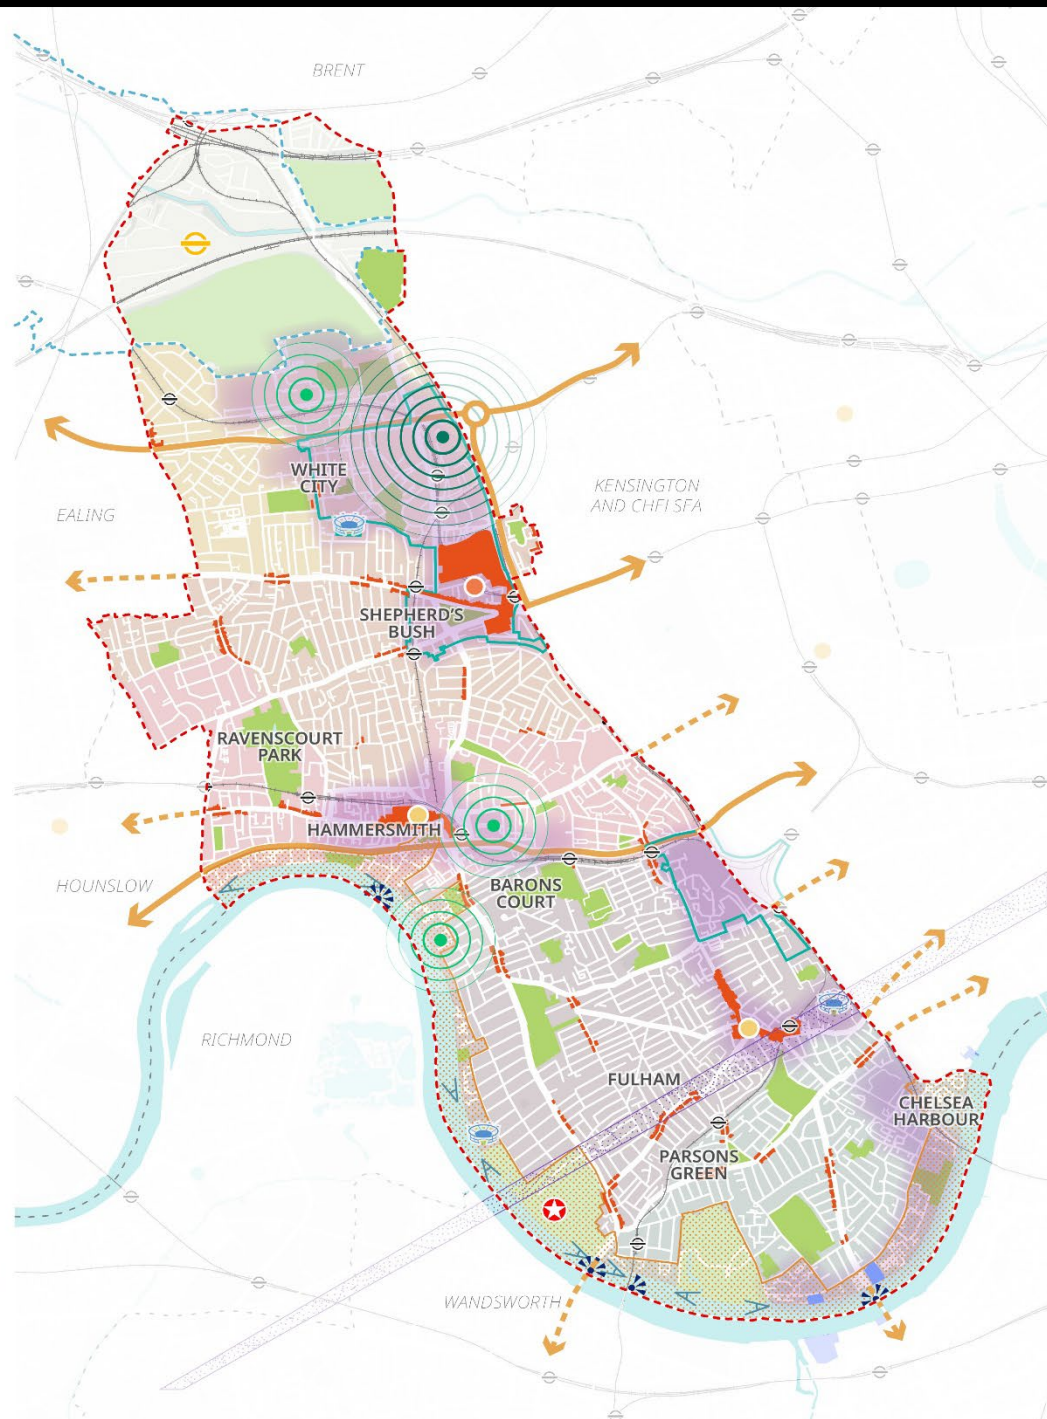 BRENT
WHITE
CITY
KENSINGTON
AND CHELSEA
EALING
SHEPHERD'S
BUSH
RAVENSCOURT
PARK
HAMMERSMITH
HOUNSLOW
BARONS
COURT
RICHMOND
FULHAM
CHELSEA
HARBOUR
PARSONS
GREEN
WANDSWORTH